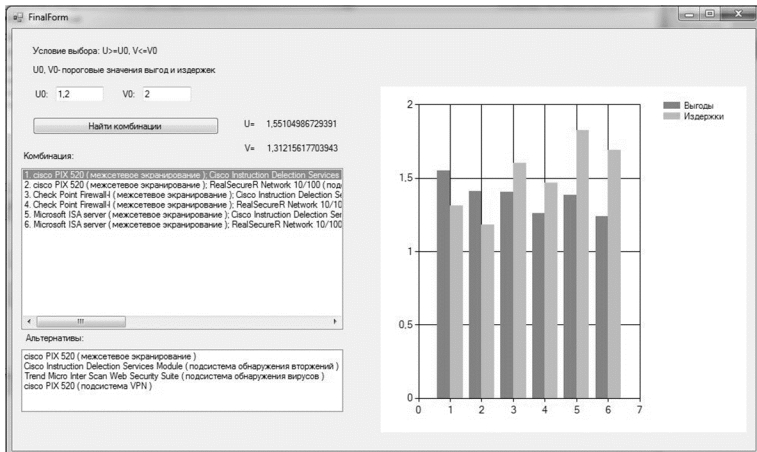 FinalForm
Условие выбора: U>=U0, V<=V0
U0, V0- пороговые значения выгод и издержек
U0: 1,2 V0: 2
Найти комбинации
U= 1,55104986729391
V= 1,31215617703943
Комбинация:
1. cisco PIX 520 ( межсетевое экранирование ); Cisco Instruction Delection Services
2. cisco PIX 520 ( межсетевое экранирование ); RealSecureR Network 10/100 ( под
3. Check Point Firewall-I ( межсетевое экранирование ); Cisco Instruction Delection Se
4. Check Point Firewall-I ( межсетевое экранирование ); RealSecureR Network 10/10
5. Microsoft ISA server ( межсетевое экранирование ); Cisco Instruction Delection Ser
6. Microsoft ISA server ( межсетевое экранирование ); RealSecureR Network 10/100
Альтернативы:
cisco PIX 520 ( межсетевое экранирование )
Cisco Instruction Delection Services Module ( подсистема обнаружения вторжений )
Trend Micro Inter Scan Web Security Suite ( подсистема обнаружения вирусов )
cisco PIX 520 ( подсистема VPN )
2
1,5
1
0,5
0
0 1 2 3 4 5 6 7
Выгоды
Издержки